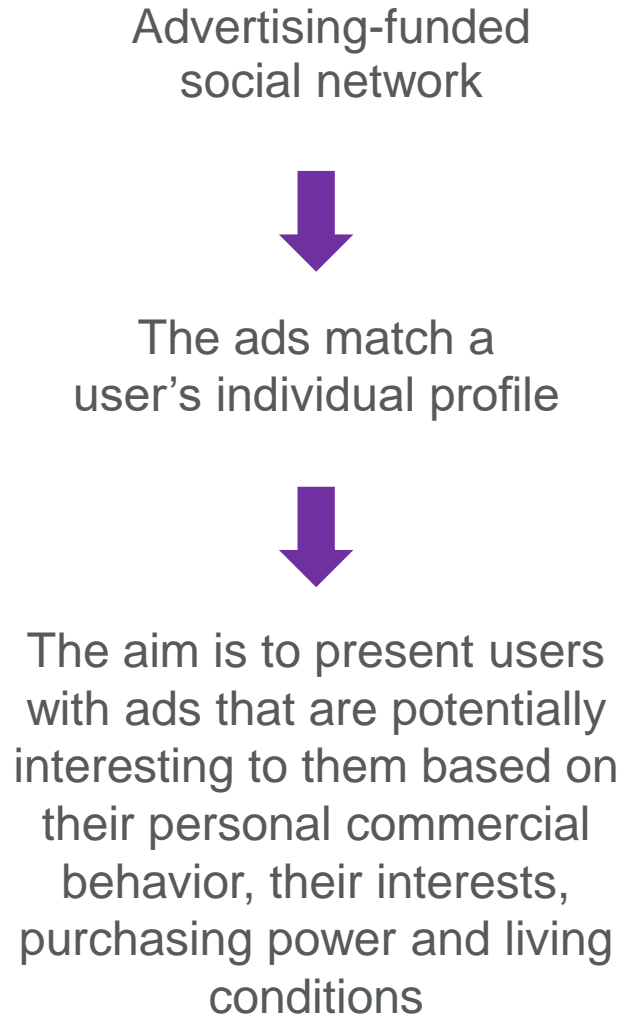 Advertising-funded
social network
The ads match a
user’s individual profile
The aim is to present users
with ads that are potentially
interesting to them based on
their personal commercial
behavior, their interests,
purchasing power and living
conditions